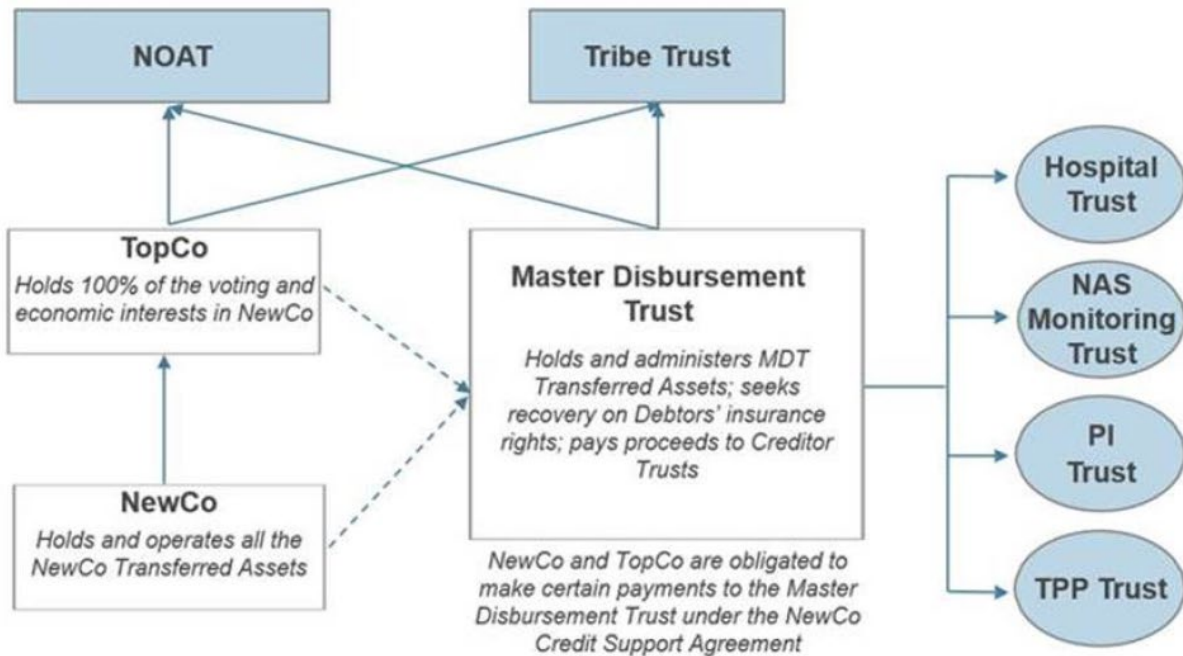 NOAT
Tribe Trust
TopCo
Holds 100% of the voting and
economic interests in NewCo
NewCo
Holds and operates all the
NewCo Transferred Assets
Master Disbursement
Trust
Holds and administers MDT
Transferred Assets; seeks
recovery on Debtors' insurance
rights; pays proceeds to Creditor
Trusts
NewCo and TopCo are obligated to
make certain payments to the Master
Disbursement Trust under the NewCo
Credit Support Agreement
Hospital
Trust
NAS
Monitoring
Trust
PI
Trust
TPP Trust